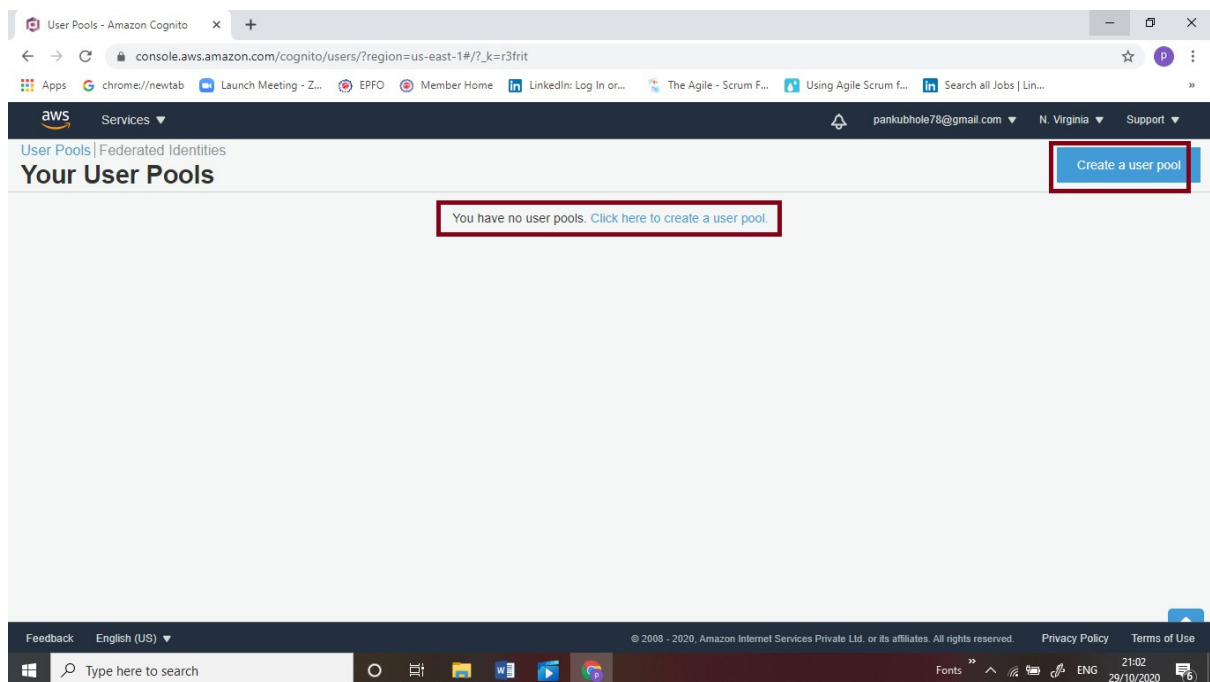 User Pools - Amazon Cognito
console.aws.amazon.com/cognito/users/?region=us-east-1#/?_k=r3frit
P
Apps chrome://newtab Launch Meeting - Z... EPFO Member Home LinkedIn: Log In or... The Agile - Scrum F... Using Agile Scrum f... Search all Jobs | Lin... »
aws Services pankubhole78@gmail.com N. Virginia Support
User Pools | Federated Identities
Your User Pools
Create a user pool
You have no user pools. Click here to create a user pool.
Feedback English (US) © 2008 - 2020, Amazon Internet Services Private Ltd. or its affiliates. All rights reserved. Privacy Policy Terms of Use
Type here to search Fonts » ENG 21:02
29/10/2020 6